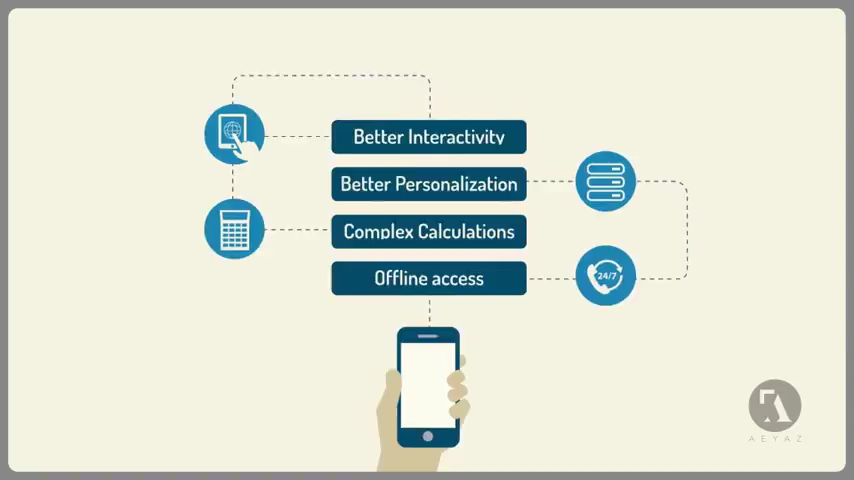 Better Interactivity
Better Personalization
Complex Calculations
Offline access
24/7
AEYAZ